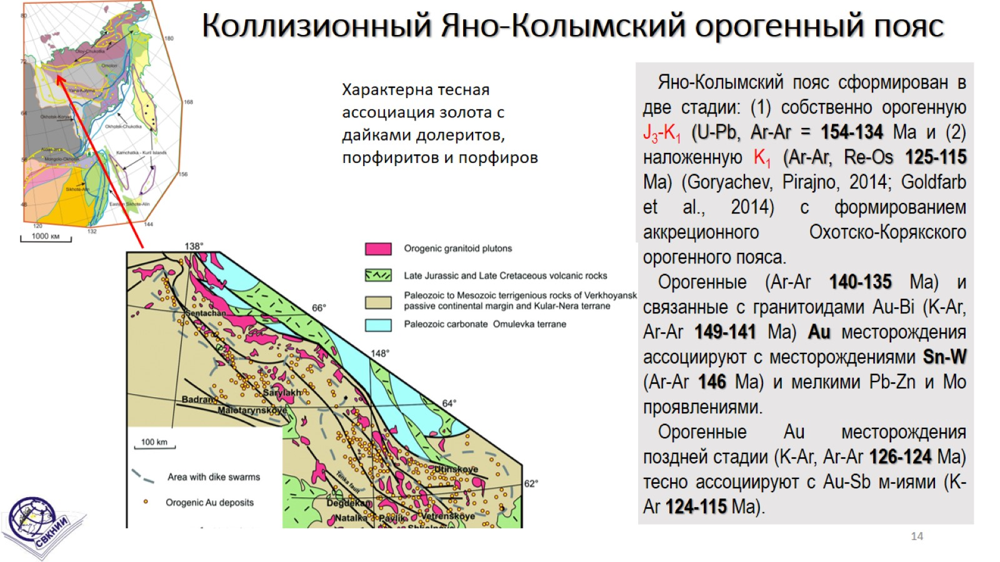 Коллизионный Яно-Колымский орогенный пояс
80
72
64
56
48
120
132
144
156
168
180
Oloy-Chukotka
Omolon
Yana-Kolyma
Okhotsk-Koryak
Okhotsk-Chukotka
Kamchatka - Kuril Islands
Mongolo-Okhotsk
Sikhote-Alin
Eastern Sikhote-Alin
1000 км
Характерна тесная
ассоциация золота с
дайками долеритов,
порфиритов и порфиров
Яно-Колымский пояс сформирован в
две стадии: (1) собственно орогенную
J3-K1 (U-Pb, Ar-Ar = 154-134 Ma и (2)
наложенную K1 (Ar-Ar, Re-Os 125-115
Ma) (Goryachev, Pirajno, 2014; Goldfarb
et al., 2014) с формированием
аккреционного Охотско-Корякского
орогенного пояса.
Орогенные (Ar-Ar 140-135 Ma) и
связанные с гранитоидами Au-Bi (K-Ar,
Ar-Ar 149-141 Ma) Au месторождения
ассоциируют с месторождениями Sn-W
(Ar-Ar 146 Ma) и мелкими Pb-Zn и Mo
проявлениями.
Орогенные Au месторождения
поздней стадии (K-Ar, Ar-Ar 126-124 Ma)
тесно ассоциируют с Au-Sb м-иями (K-
Ar 124-115 Ma).
Orogenic granitoid plutons
Late Jurassic and Late Cretaceous volcanic rocks
Paleozoic to Mesozoic terrigenious rocks of Verkhoyansk
passive continental margin and Kular-Nera terrane
Paleozoic carbonate Omulevka terrane
138°
66°
148°
64°
62°
Sentachan
Sarylakh
Badran
Malotarynskoye
100 km
Area with dike swarms
Orogenic Au deposits
Utinskoye
Tenka fault
Degdekan
Natalka
Pavlik
Vetrenskoye
СВКНИИ
14